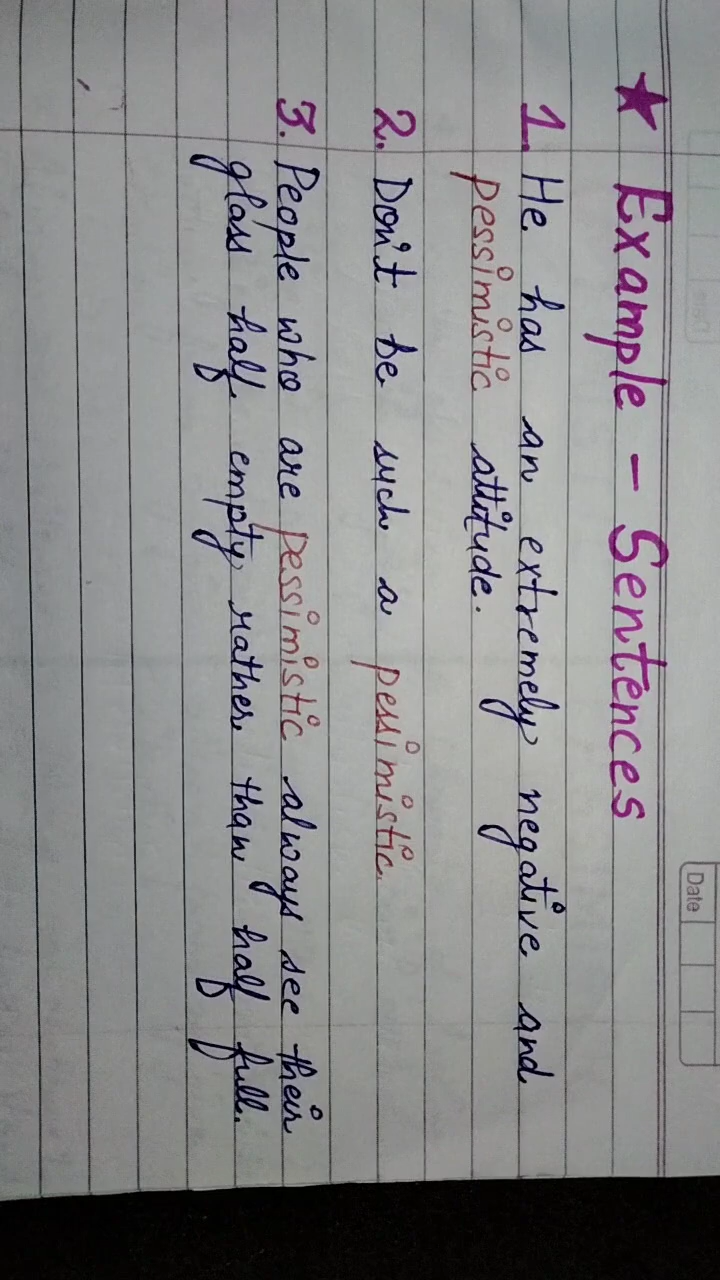 Date
★ Example - Sentences
1. He has an extremely negative and
pessimistic attitude.
2. Don't be such a pessimistic.
3. People who are pessimistic always see their
glass half empty rather than half full.